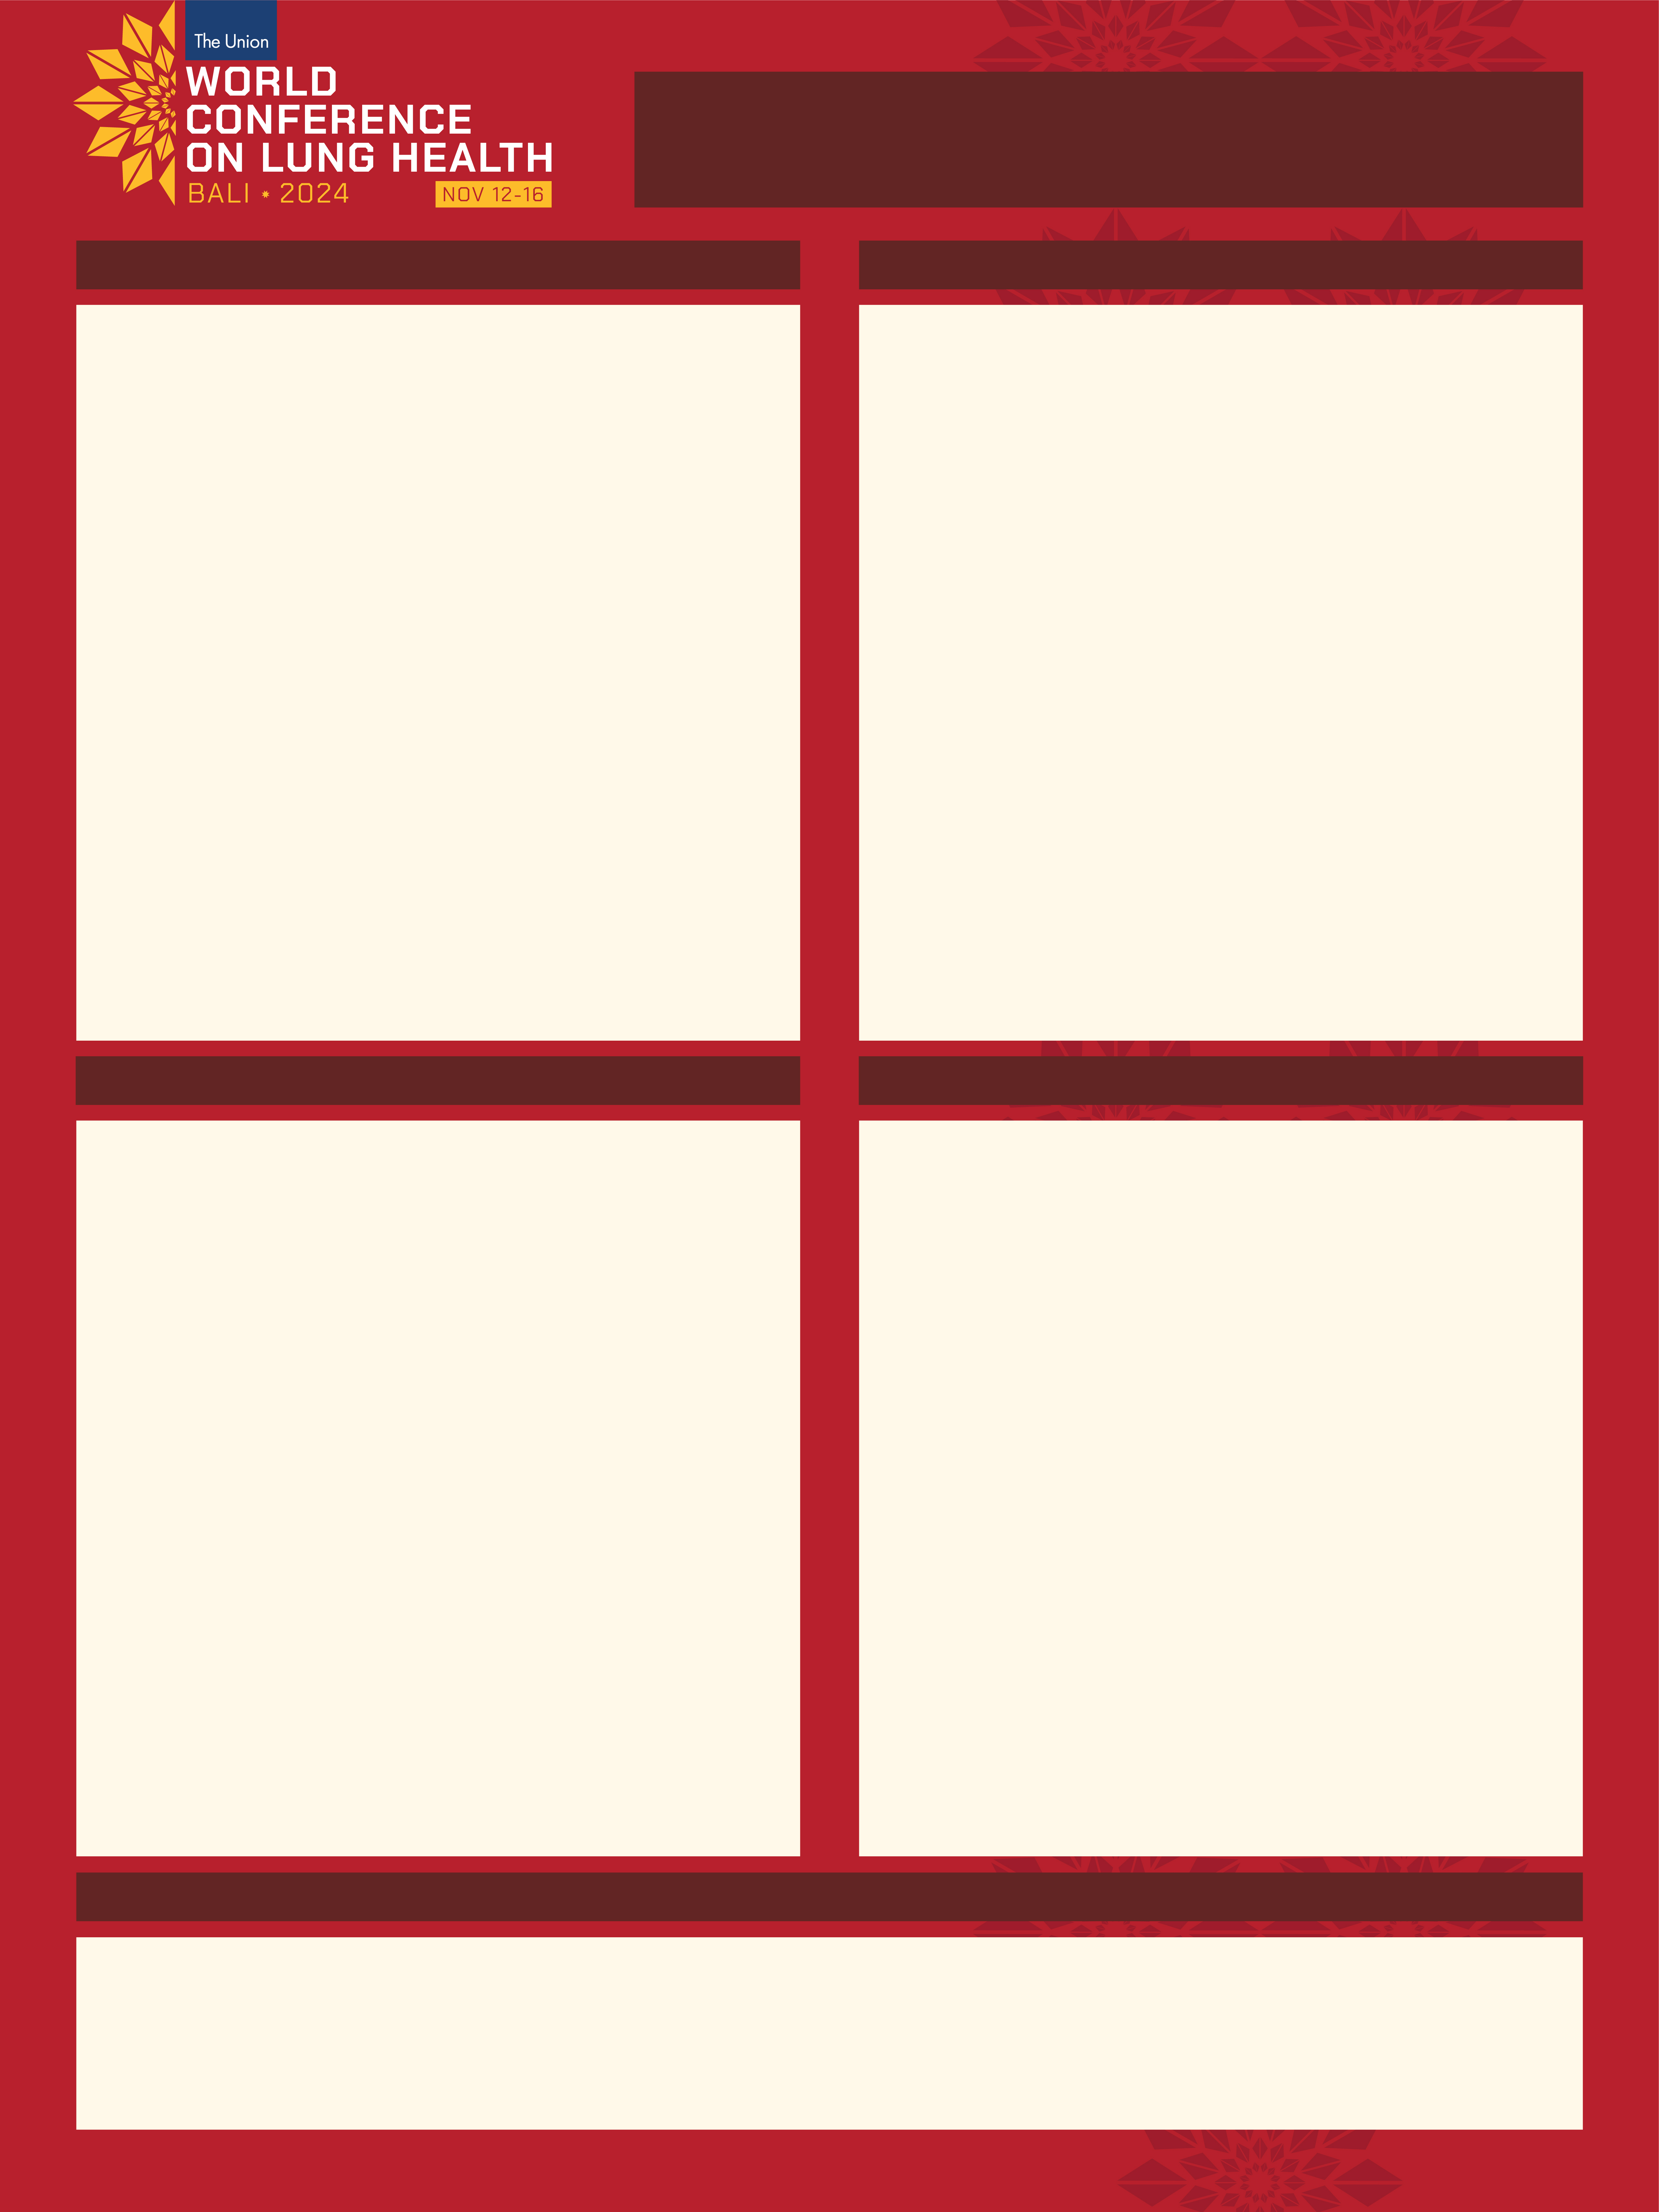 The Union
WORLD
CONFERENCE
ON LUNG HEALTH
BALI * 2024
NOV 12-16